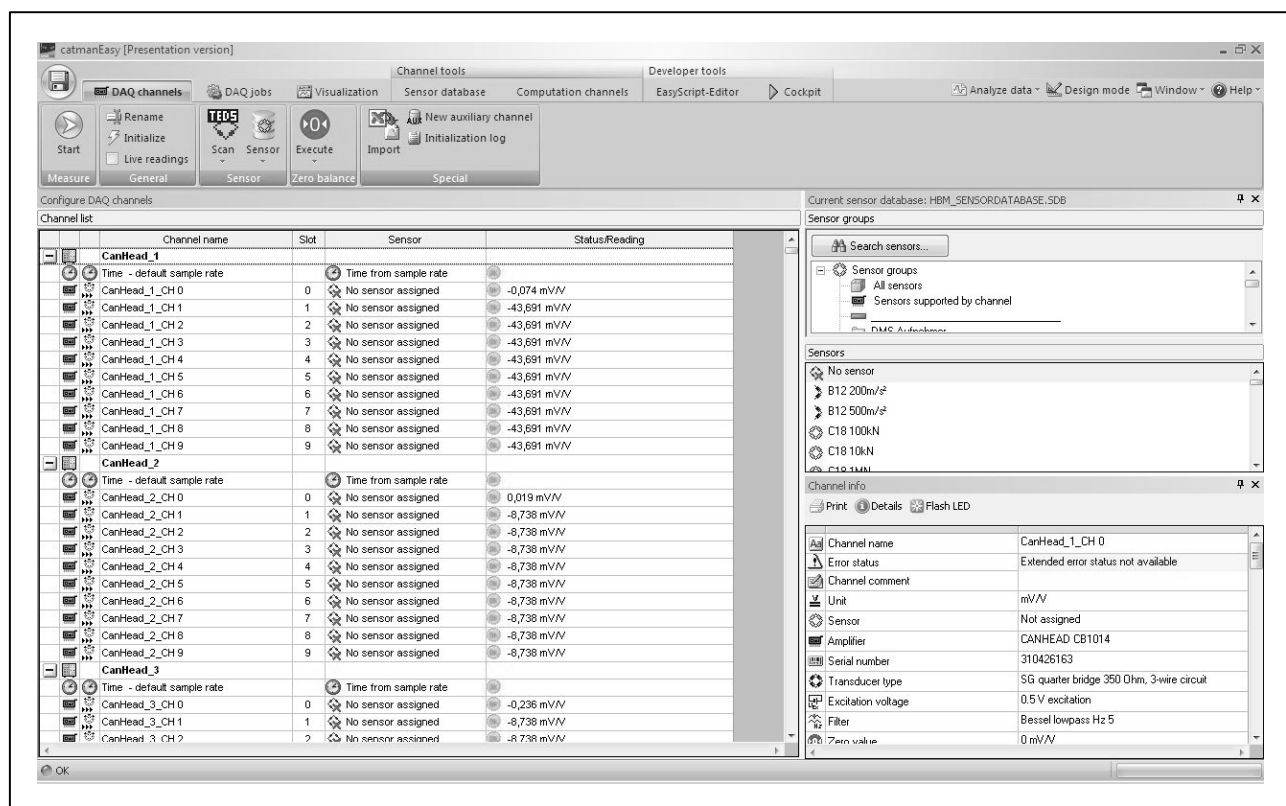 catmanEasy [Presentation version]
Channel tools Developer tools
DAQ channels DAQ jobs Visualization Sensor database Computation channels EasyScript-Editor Cockpit Analyze data Design mode Window Help
Start Rename Initialize Live readings TEDS Scan Sensor Execute Import AUX New auxiliary channel Initialization log
Measure General Sensor Zero balance Special
Configure DAQ channels
Channel list
Channel name Slot Sensor Status/Reading
CanHead_1
Time - default sample rate Time from sample rate
CanHead_1_CH 0 0 No sensor assigned -0,074 mV/V
CanHead_1_CH 1 1 No sensor assigned -43,691 mV/V
CanHead_1_CH 2 2 No sensor assigned -43,691 mV/V
CanHead_1_CH 3 3 No sensor assigned -43,691 mV/V
CanHead_1_CH 4 4 No sensor assigned -43,691 mV/V
CanHead_1_CH 5 5 No sensor assigned -43,691 mV/V
CanHead_1_CH 6 6 No sensor assigned -43,691 mV/V
CanHead_1_CH 7 7 No sensor assigned -43,691 mV/V
CanHead_1_CH 8 8 No sensor assigned -43,691 mV/V
CanHead_1_CH 9 9 No sensor assigned -43,691 mV/V
CanHead_2
Time - default sample rate Time from sample rate
CanHead_2_CH 0 0 No sensor assigned 0,019 mV/V
CanHead_2_CH 1 1 No sensor assigned -8,738 mV/V
CanHead_2_CH 2 2 No sensor assigned -8,738 mV/V
CanHead_2_CH 3 3 No sensor assigned -8,738 mV/V
CanHead_2_CH 4 4 No sensor assigned -8,738 mV/V
CanHead_2_CH 5 5 No sensor assigned -8,738 mV/V
CanHead_2_CH 6 6 No sensor assigned -8,738 mV/V
CanHead_2_CH 7 7 No sensor assigned -8,738 mV/V
CanHead_2_CH 8 8 No sensor assigned -8,738 mV/V
CanHead_2_CH 9 9 No sensor assigned -8,738 mV/V
CanHead_3
Time - default sample rate Time from sample rate
CanHead_3_CH 0 0 No sensor assigned -0,236 mV/V
CanHead_3_CH 1 1 No sensor assigned -8,738 mV/V
CanHead_3_CH 2 2 No sensor assigned -8,738 mV/V
Current sensor database: HBM_SENSORDATABASE.SDB
Sensor groups
Search sensors...
Sensor groups
All sensors
Sensors supported by channel
DMS Aufnehmer
Sensors
No sensor
B12 200m/s²
B12 500m/s²
C18 100kN
C18 10kN
C18 1MN
Channel info
Print Details Flash LED
Channel name CanHead_1_CH 0
Error status Extended error status not available
Channel comment
Unit mV/V
Sensor Not assigned
Amplifier CANHEAD CB1014
Serial number 310426163
Transducer type SG quarter bridge 350 Ohm, 3-wire circuit
Excitation voltage 0.5 V excitation
Filter Bessel lowpass Hz 5
Zero value 0 mV/V
OK